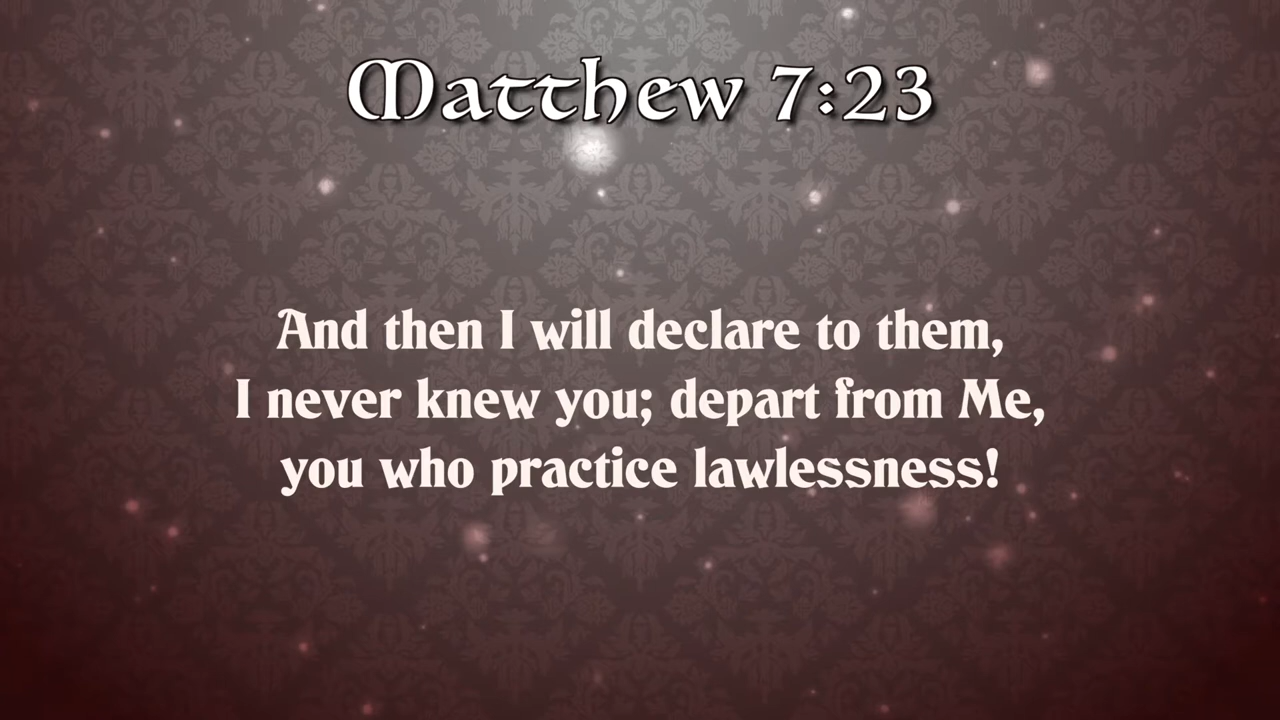 Matthew 7:23
And then I will declare to them,
I never knew you; depart from Me,
you who practice lawlessness!